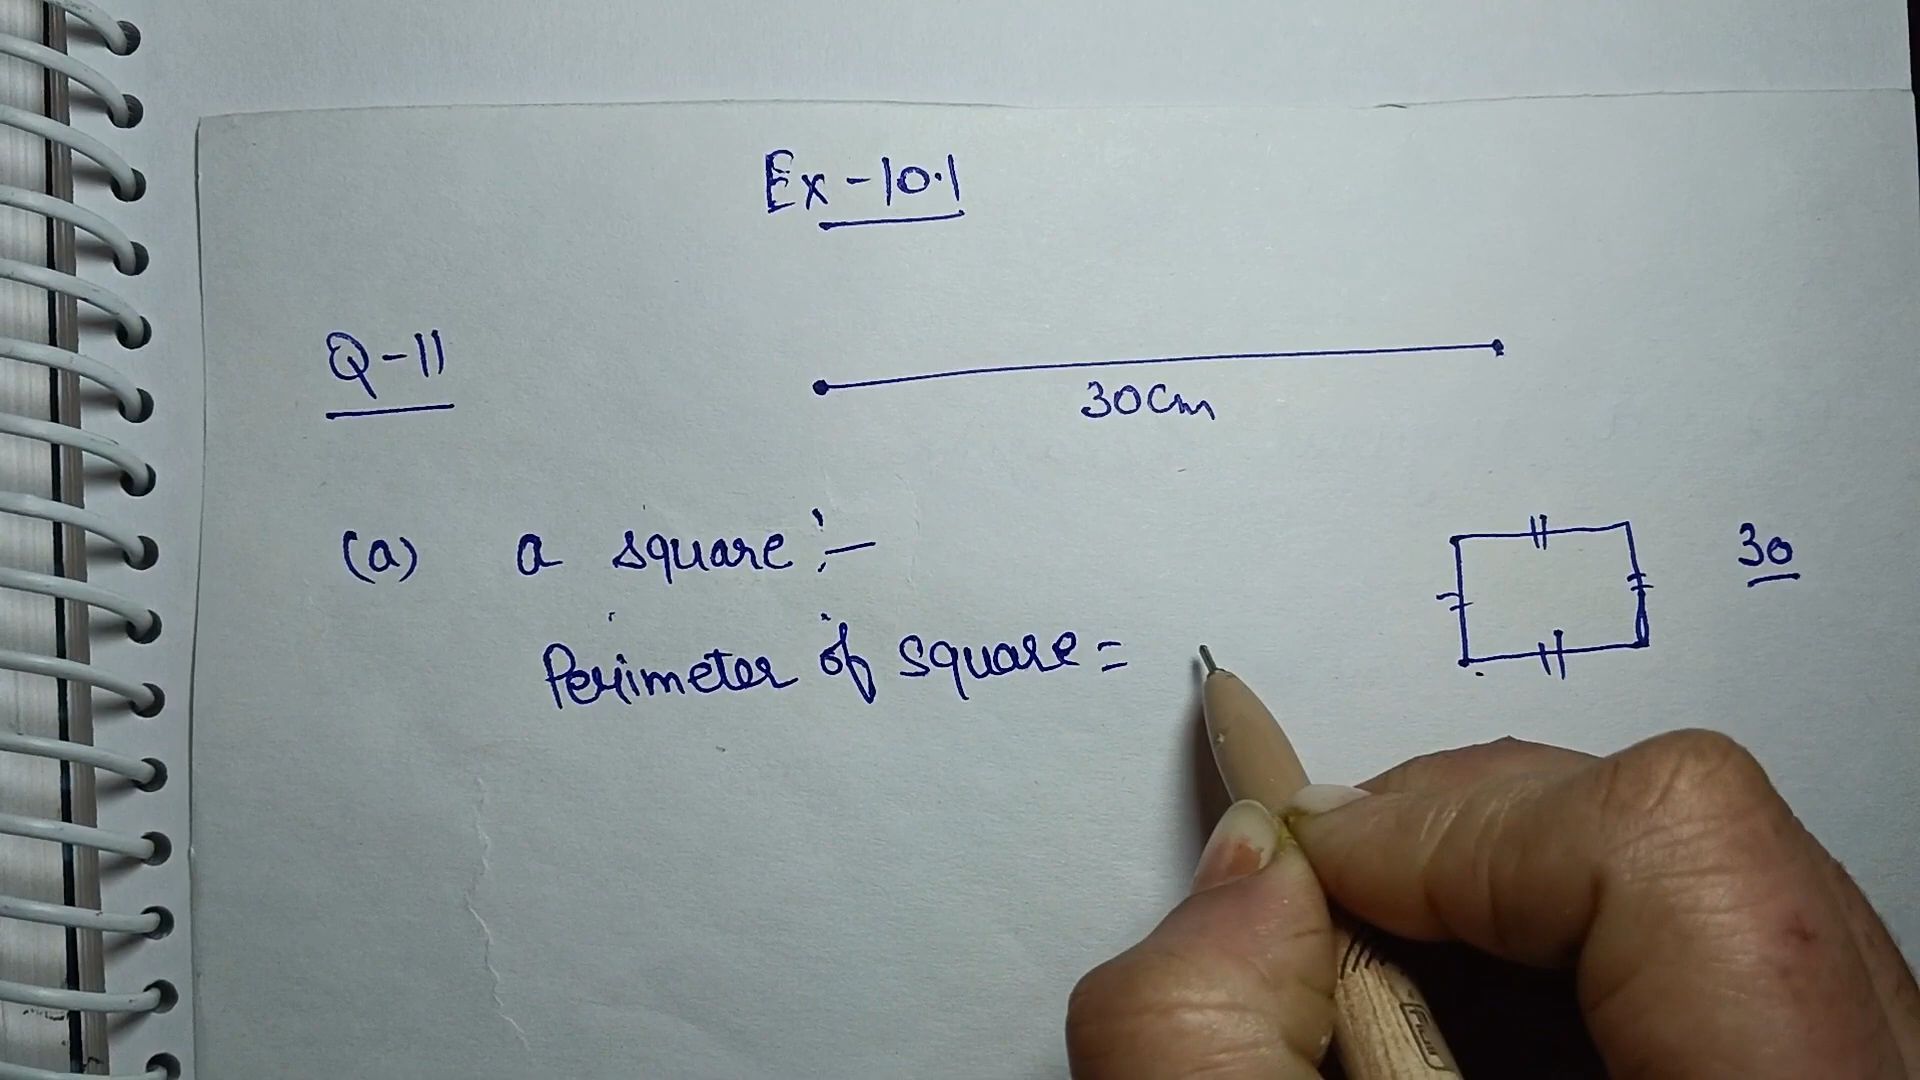 Ex-10.1
Q-11
30cm
(a) a square:-
30
Perimeter of square=